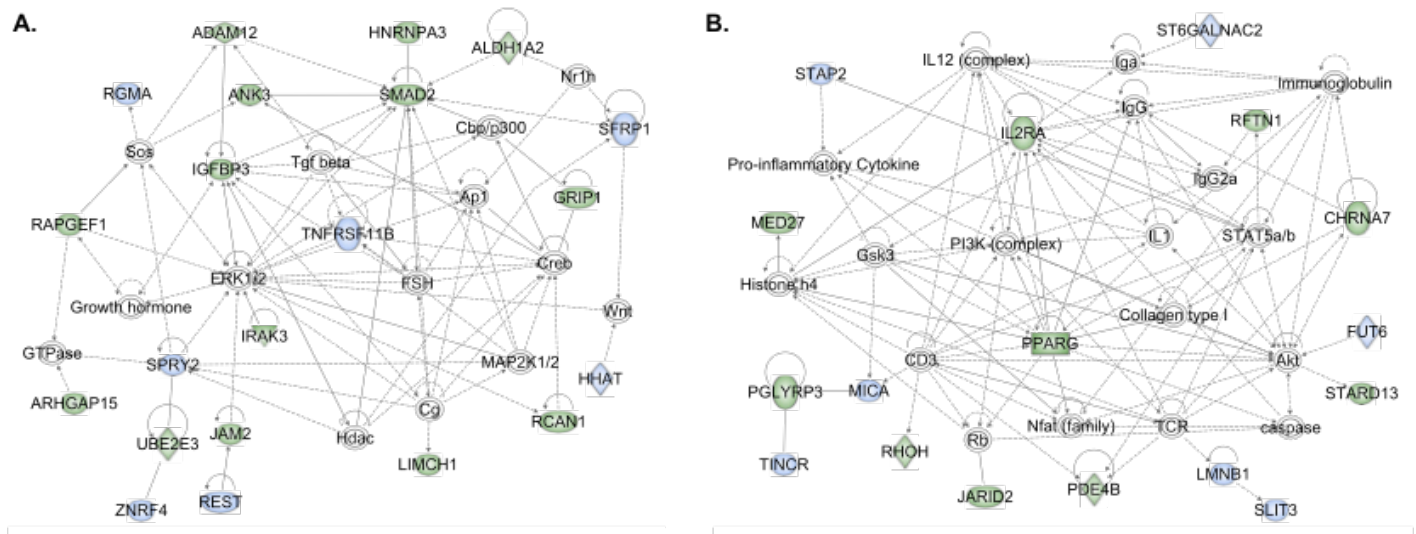 A.
ADAM12
HNRNPA3
ALDH1A2
Nr1h
RGMA
ANK3
SMAD2
Cbp/p300
SFRP1
Sos
IGFBP3
Tgf beta
Ap1
GRIP1
RAPGEF1
TNFRSF11B
Creb
ERK1/2
FSH
Growth hormone
Wnt
IRAK3
GTPase
SPRY2
MAP2K1/2
HHAT
ARHGAP15
Cg
RCAN1
UBE2E3
JAM2
Hdac
LIMCH1
ZNRF4
REST
B.
ST6GALNAC2
IL12 (complex)
Iga
STAP2
Immunoglobulin
IgG
IL2RA
RFTN1
Pro-inflammatory Cytokine
IgG2a
CHRNA7
MED27
PI3K (complex)
IL1
STAT5a/b
Gsk3
Histone h4
Collagen type I
FUT6
PPARG
CD3
Akt
PGLYRP3
MICA
STARD13
Nfat (family)
TCR
caspase
Rb
RHOH
TINCR
LMNB1
PDE4B
JARID2
SLIT3